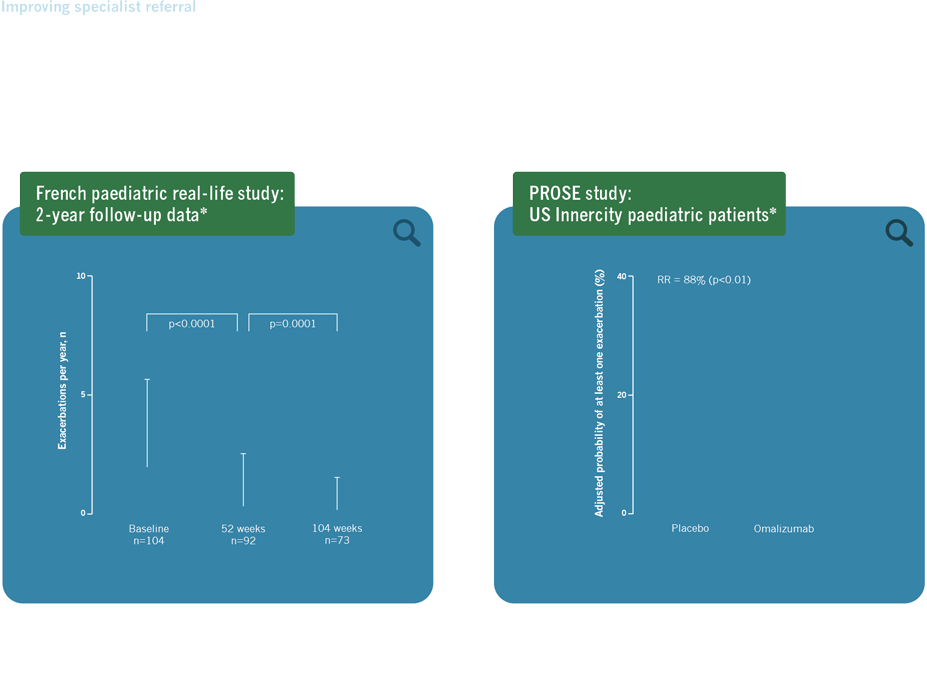 Improving specialist referral
French paediatric real-life study:
2-year follow-up data*
Exacerbations per year, n
10
5
0
p<0.0001
p=0.0001
Baseline
n=104
52 weeks
n=92
104 weeks
n=73
PROSE study:
US Innercity paediatric patients*
Adjusted probability of at least one exacerbation (%)
40
20
0
RR = 88% (p<0.01)
Placebo
Omalizumab